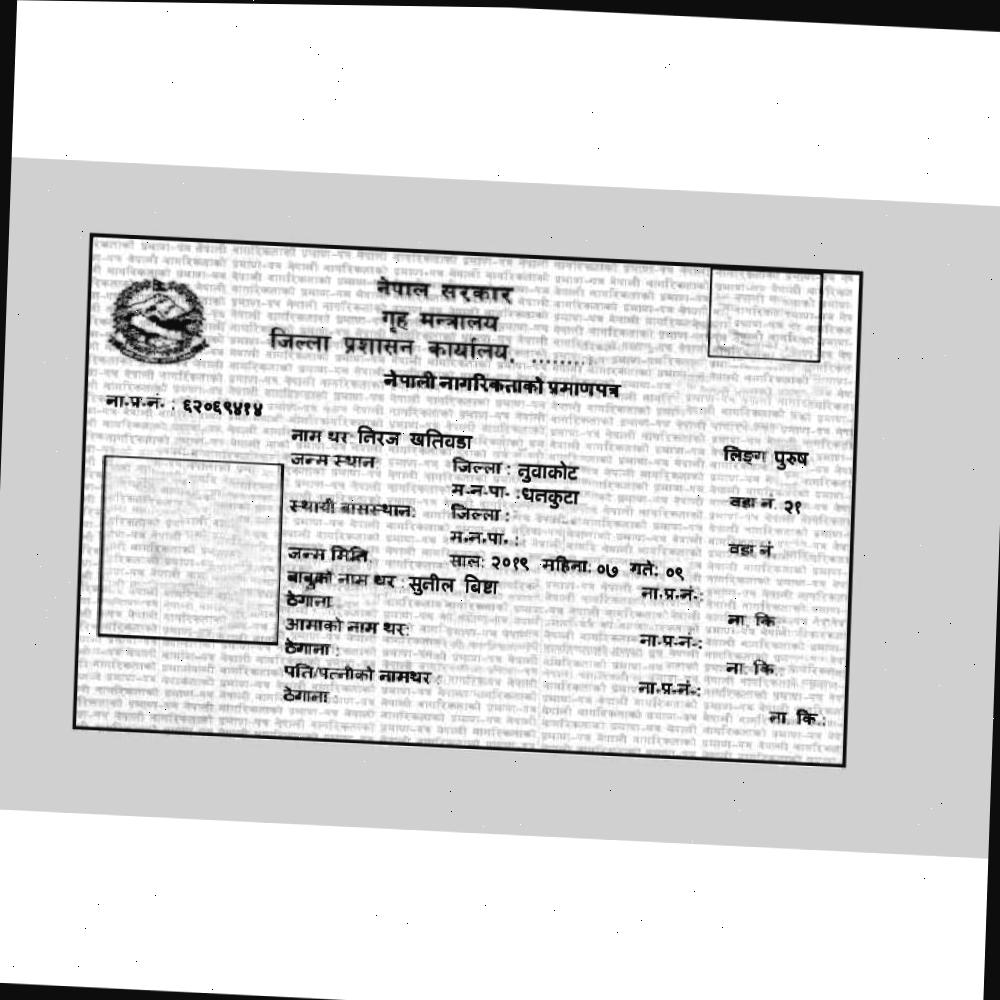 नेपाल सरकार
गृह मन्त्रालय
जिल्ला प्रशासन कार्यालय, .........
नेपाली नागरिकताको प्रमाणपत्र
ना.प्र.नं. : ६२०६९४१४
नाम थर: निरज खतिवडा लिङ्ग पुरुष
जन्म स्थान: जिल्ला : नुवाकोट
म.न.पा. : धनकुटा वडा नं. २१
स्थायी बासस्थान: जिल्ला :
म.न.पा. : वडा नं.
जन्म मिति: साल: २०१९ महिना: ०७ गते: ०९
बाबुको नाम थर : सुनील बिष्ट ना.प्र.नं.:
ठेगाना ना. कि.
आमाको नाम थर: ना.प्र.नं.:
ठेगाना : ना. कि.
पति/पत्नीको नामथर : ना.प्र.नं.:
ठेगाना : ना. कि.: